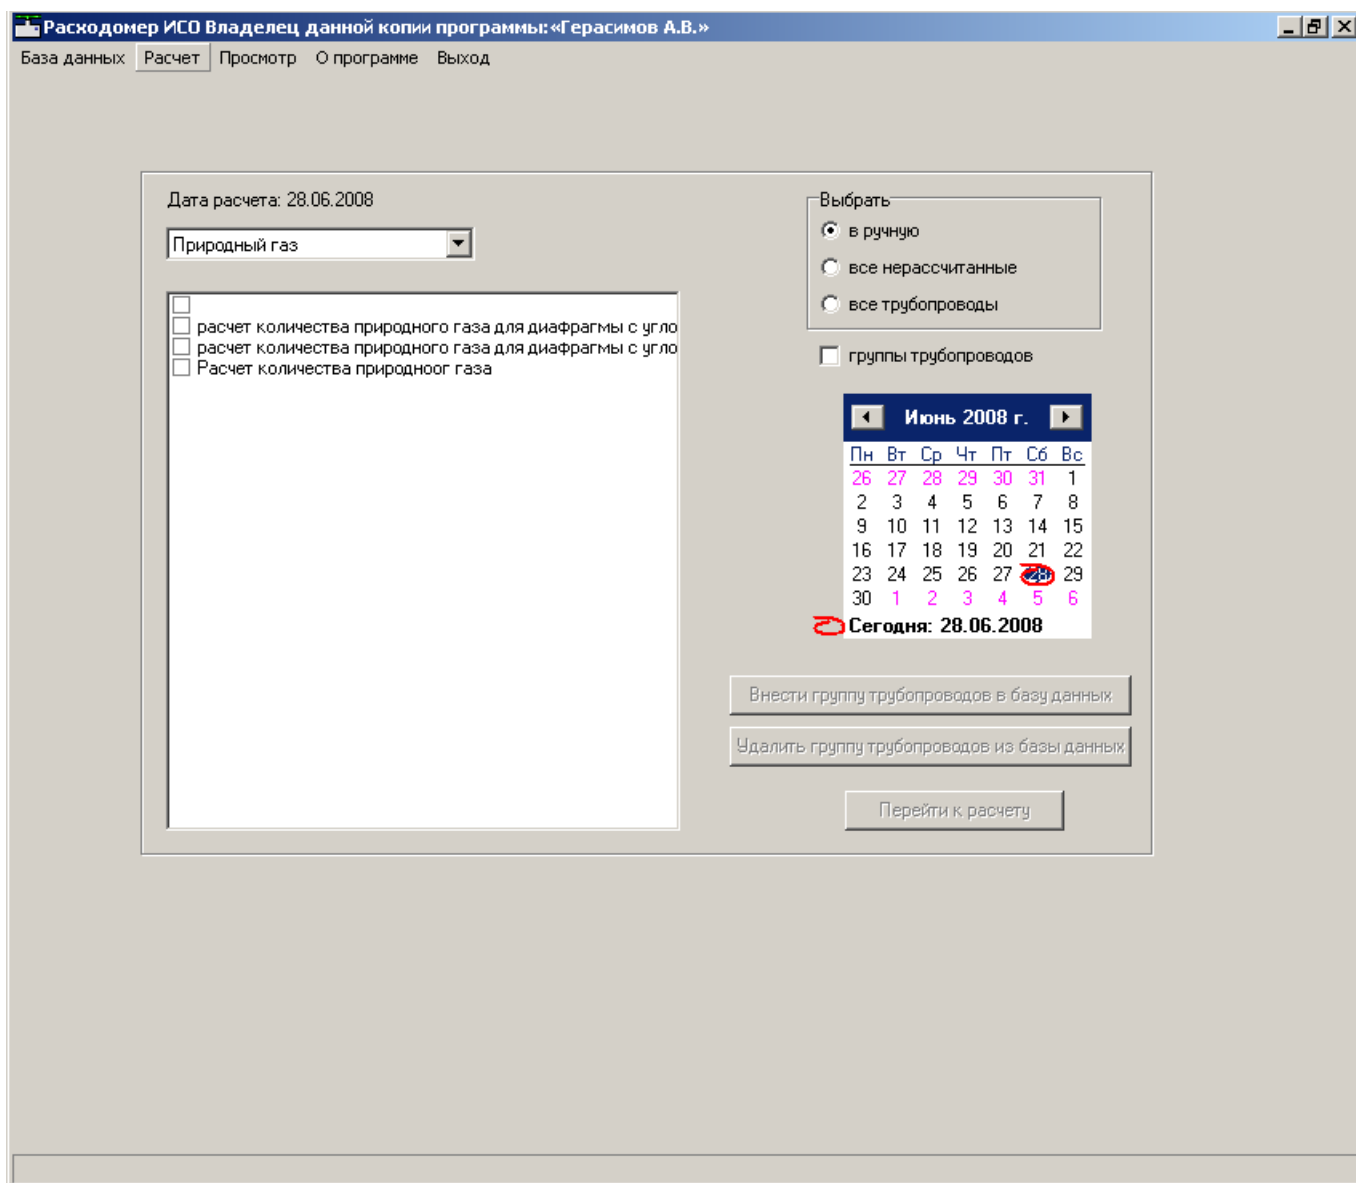 Расходомер ИСО Владелец данной копии программы:«Герасимов А.В.»
База данных Расчет Просмотр О программе Выход
Дата расчета: 28.06.2008
Природный газ
расчет количества природного газа для диафрагмы с угло
расчет количества природного газа для диафрагмы с угло
Расчет количества природноог газа
Выбрать
в ручную
все нерассчитанные
все трубопроводы
группы трубопроводов
Июнь 2008 г.
Пн Вт Ср Чт Пт Сб Вс
26 27 28 29 30 31 1
2 3 4 5 6 7 8
9 10 11 12 13 14 15
16 17 18 19 20 21 22
23 24 25 26 27 28 29
30 1 2 3 4 5 6
Сегодня: 28.06.2008
Внести группу трубопроводов в базу данных
Удалить группу трубопроводов из базы данных
Перейти к расчету